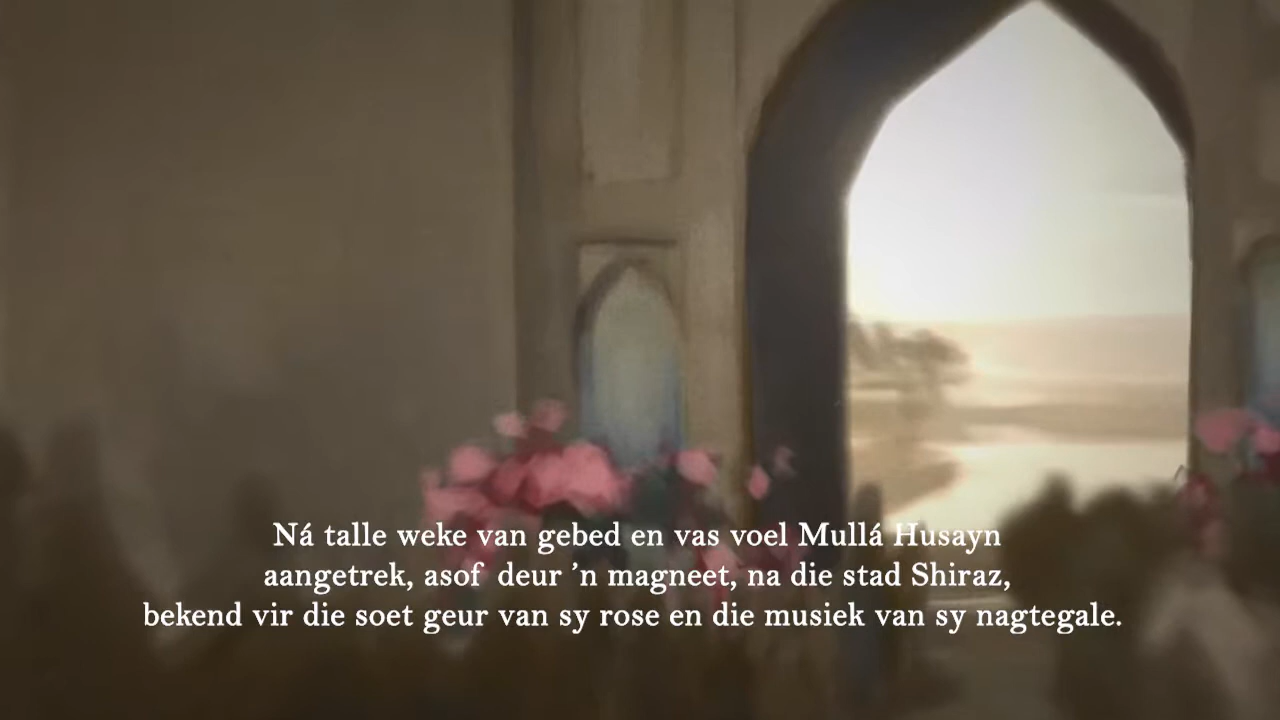 Ná talle weke van gebed en vas voel Mullá Husayn
aangetrek, asof deur ’n magneet, na die stad Shiraz,
bekend vir die soet geur van sy rose en die musiek van sy nagtegale.